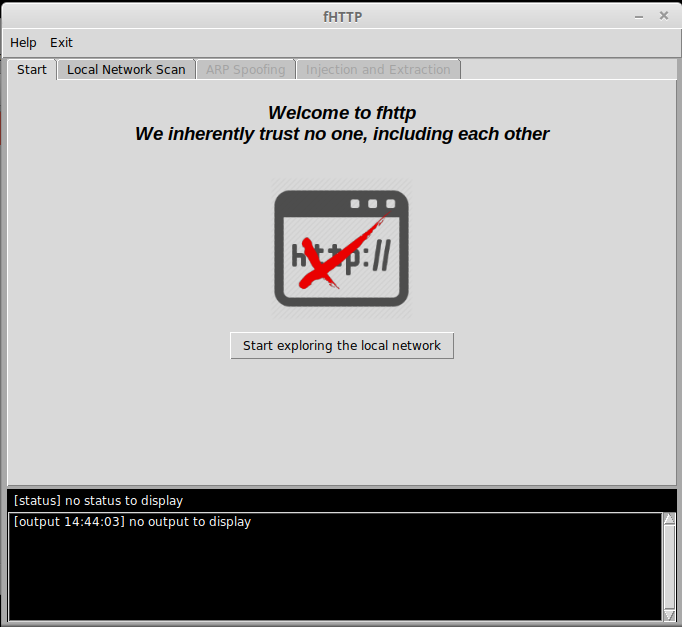 fHTTP
Help Exit
Start Local Network Scan ARP Spoofing Injection and Extraction
Welcome to fhttp
We inherently trust no one, including each other
http://
Start exploring the local network
[status] no status to display
[output 14:44:03] no output to display